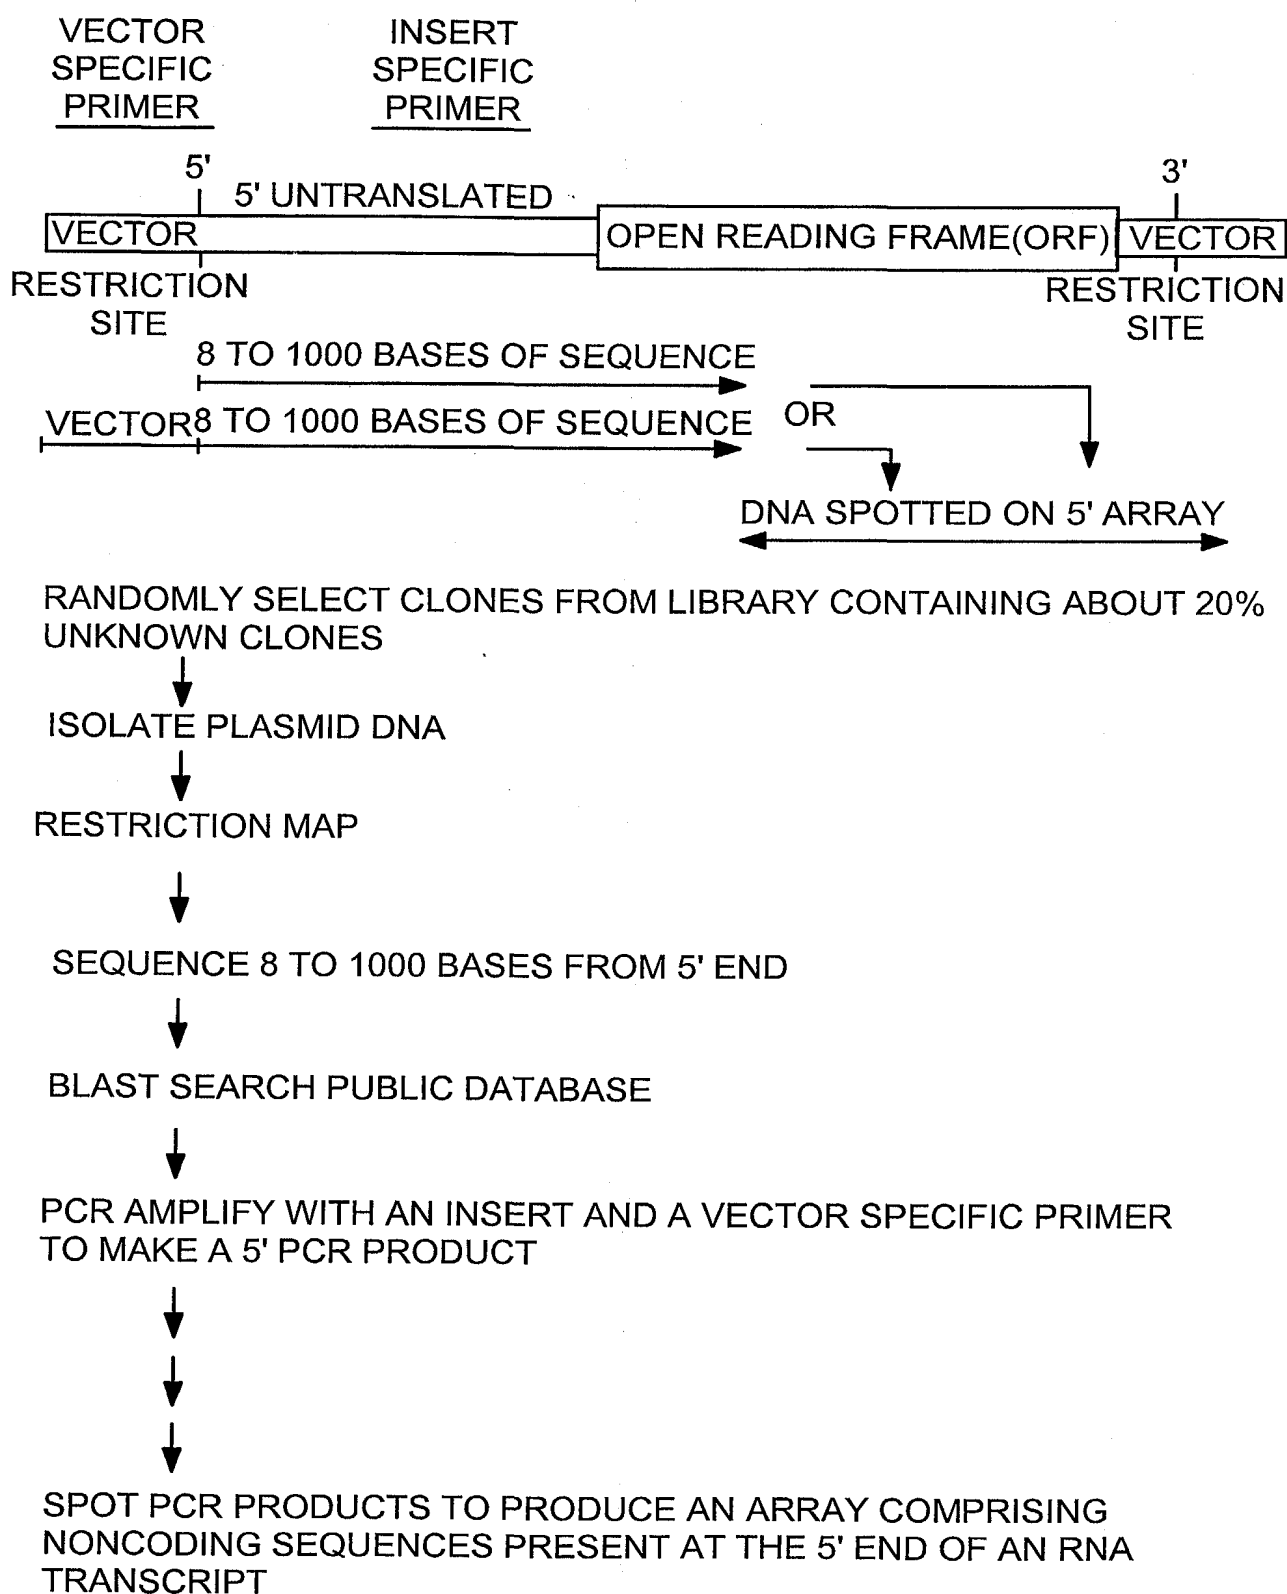 VECTOR
SPECIFIC
PRIMER
INSERT
SPECIFIC
PRIMER
5'
3'
5' UNTRANSLATED
VECTOR
OPEN READING FRAME(ORF)
VECTOR
RESTRICTION
SITE
RESTRICTION
SITE
8 TO 1000 BASES OF SEQUENCE
VECTOR 8 TO 1000 BASES OF SEQUENCE
OR
DNA SPOTTED ON 5' ARRAY
RANDOMLY SELECT CLONES FROM LIBRARY CONTAINING ABOUT 20%
UNKNOWN CLONES
ISOLATE PLASMID DNA
RESTRICTION MAP
SEQUENCE 8 TO 1000 BASES FROM 5' END
BLAST SEARCH PUBLIC DATABASE
PCR AMPLIFY WITH AN INSERT AND A VECTOR SPECIFIC PRIMER
TO MAKE A 5' PCR PRODUCT
SPOT PCR PRODUCTS TO PRODUCE AN ARRAY COMPRISING
NONCODING SEQUENCES PRESENT AT THE 5' END OF AN RNA
TRANSCRIPT